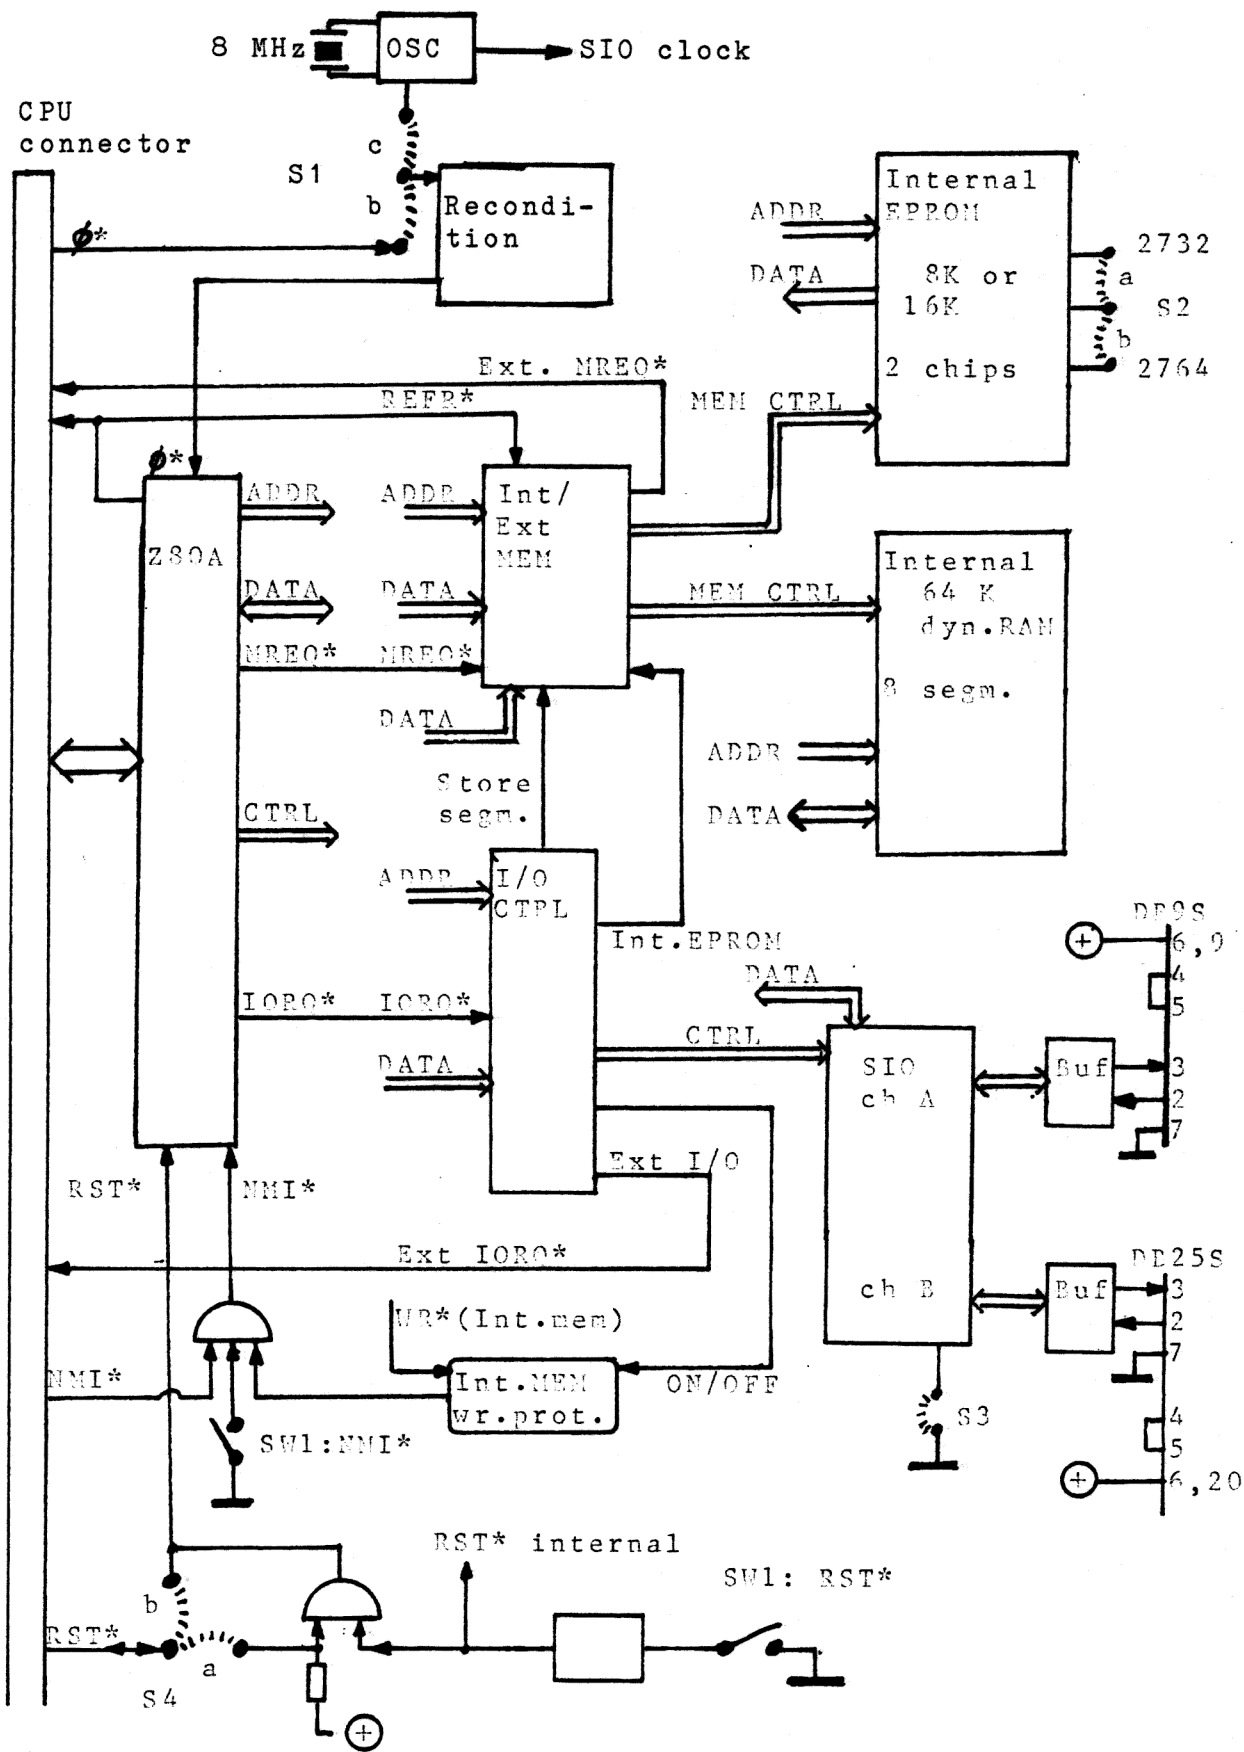 8 MHz
OSC
SIO clock
CPU
connector
c
S1
b
Recondi-
tion
ϕ*
Internal
EPROM
8K or
16K
2 chips
ADDR
DATA
2732
a
S2
b
2764
Ext. MREQ*
REFR*
MEM CTRL
ϕ*
ADDR
ADDR
Int/
Ext
MEM
Z80A
DATA
DATA
MEM CTRL
Internal
64 K
dyn.RAM
8 segm.
MREQ*
MREQ*
DATA
ADDR
DATA
Store
segm.
CTRL
ADDR
I/O
CTRL
Int.EPROM
DATA
IORQ*
IORQ*
CTRL
DATA
SIO
ch A
ch B
DE9S
6,9
4
5
Buf
3
2
7
Ext I/O
RST*
NMI*
Ext IORQ*
DB25S
Buf
3
2
7
4
5
6,20
WR*(Int.mem)
NMI*
Int.MEM
wr.prot.
ON/OFF
SW1:NMI*
S3
RST* internal
SW1: RST*
b
RST*
a
S4